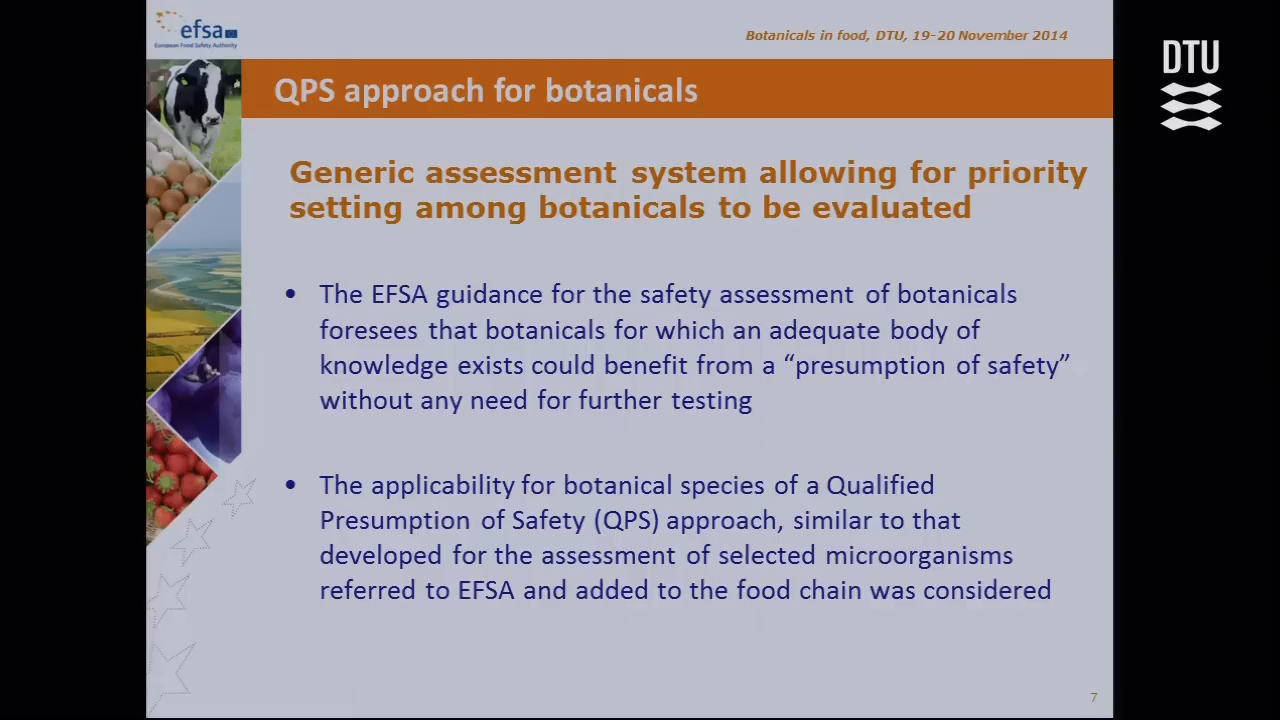 efsa
European Food Safety Authority
Botanicals in food, DTU, 19-20 November 2014
DTU
QPS approach for botanicals
Generic assessment system allowing for priority
setting among botanicals to be evaluated
• The EFSA guidance for the safety assessment of botanicals
foresees that botanicals for which an adequate body of
knowledge exists could benefit from a “presumption of safety”
without any need for further testing
• The applicability for botanical species of a Qualified
Presumption of Safety (QPS) approach, similar to that
developed for the assessment of selected microorganisms
referred to EFSA and added to the food chain was considered
7